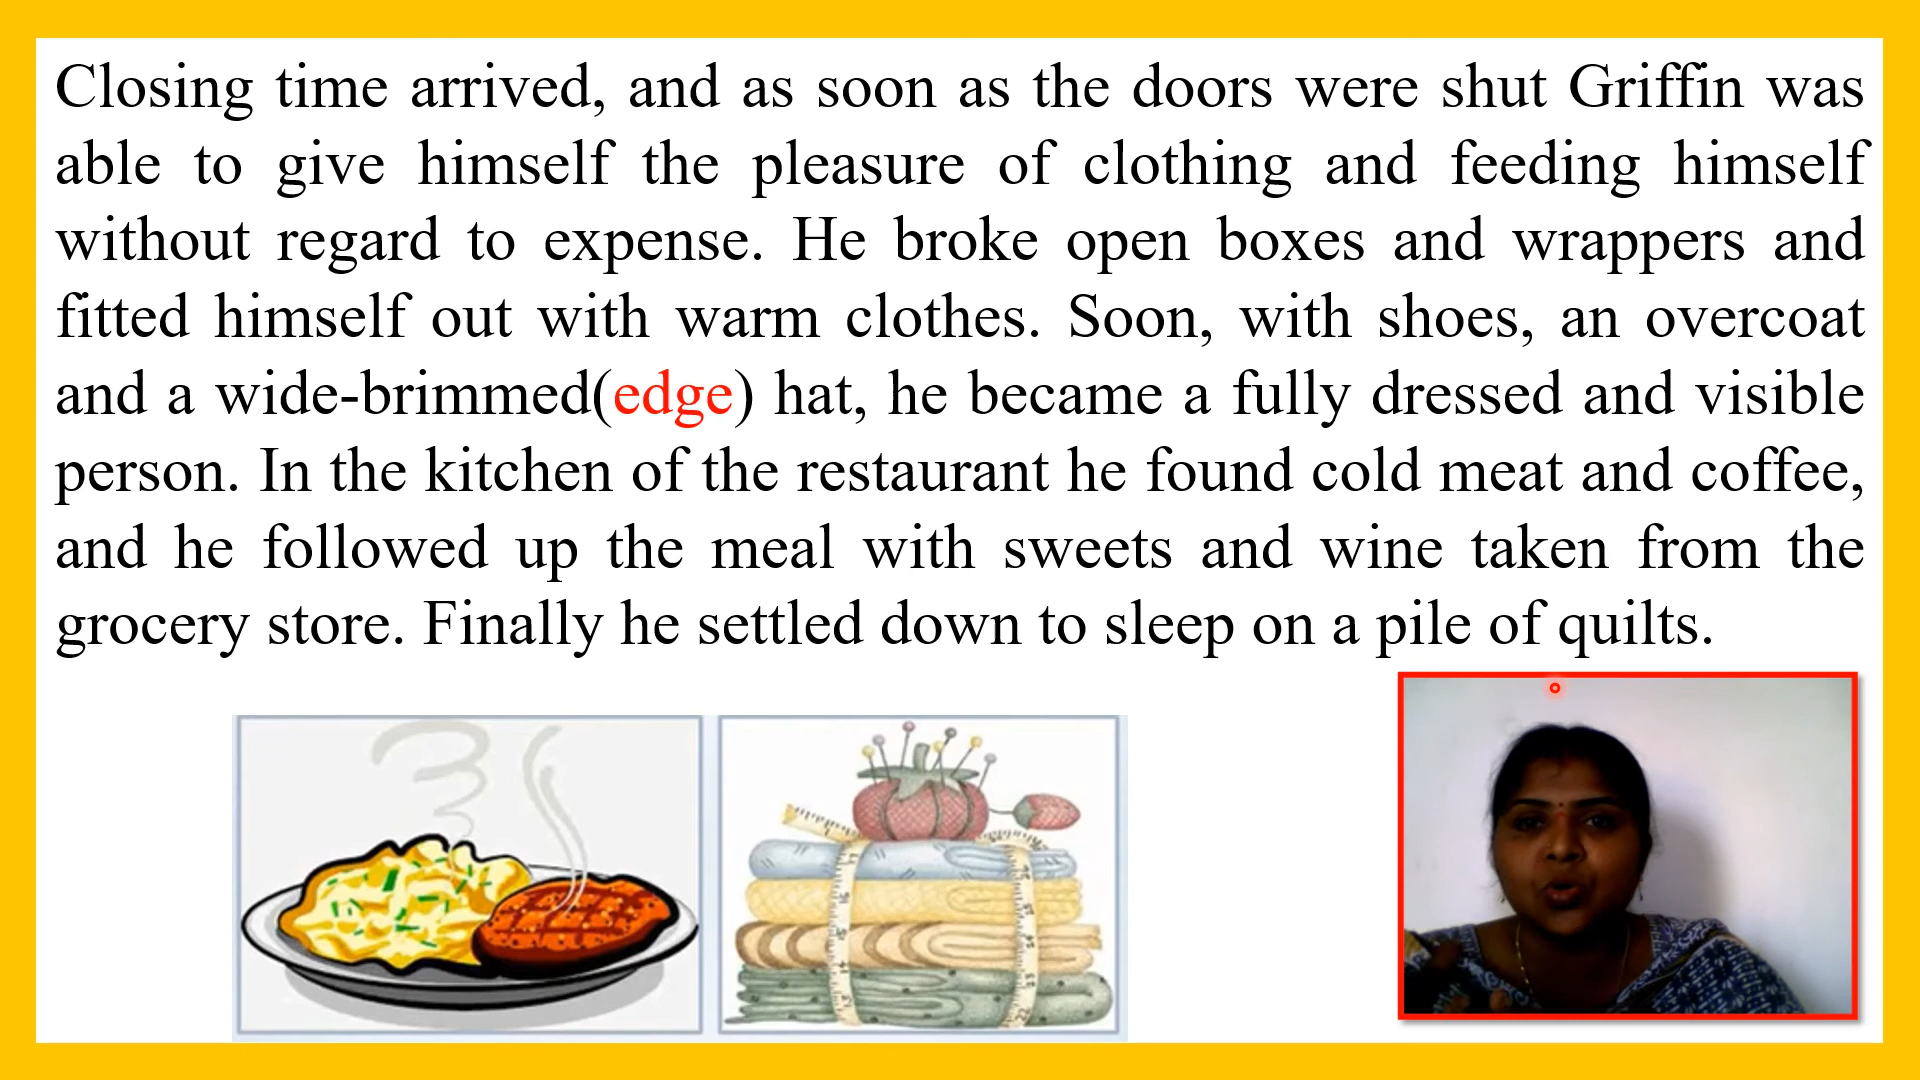 Closing time arrived, and as soon as the doors were shut Griffin was
able to give himself the pleasure of clothing and feeding himself
without regard to expense. He broke open boxes and wrappers and
fitted himself out with warm clothes. Soon, with shoes, an overcoat
and a wide-brimmed(edge) hat, he became a fully dressed and visible
person. In the kitchen of the restaurant he found cold meat and coffee,
and he followed up the meal with sweets and wine taken from the
grocery store. Finally he settled down to sleep on a pile of quilts.